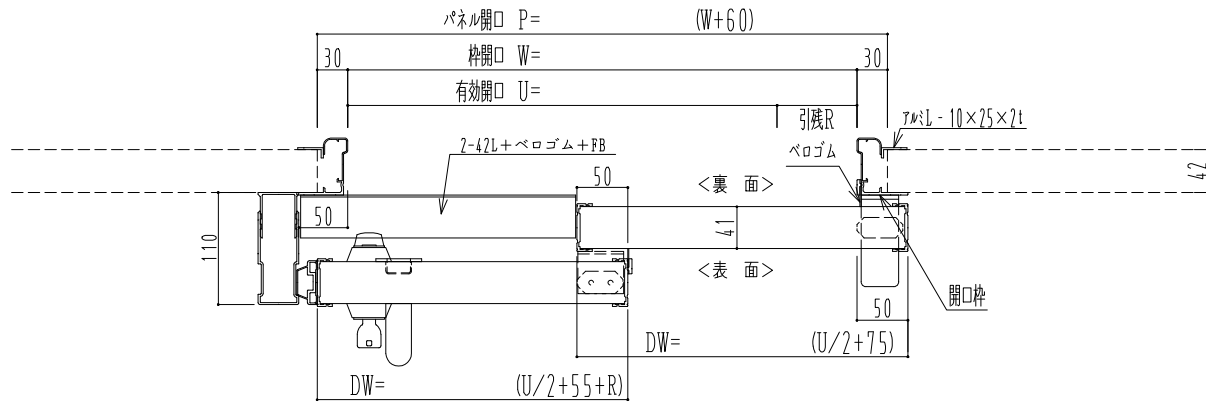 パネル開口 P= (W+60)
30 枠開口 W= 30
有効開口 U=
引残R アルミL - 10×25×2t
2-42L+ベロゴム+FB ベロゴム
50 <裏 面> 42
50 41
110
<表 面>
開口枠
50
DW= (U/2+75)
DW= (U/2+55+R)